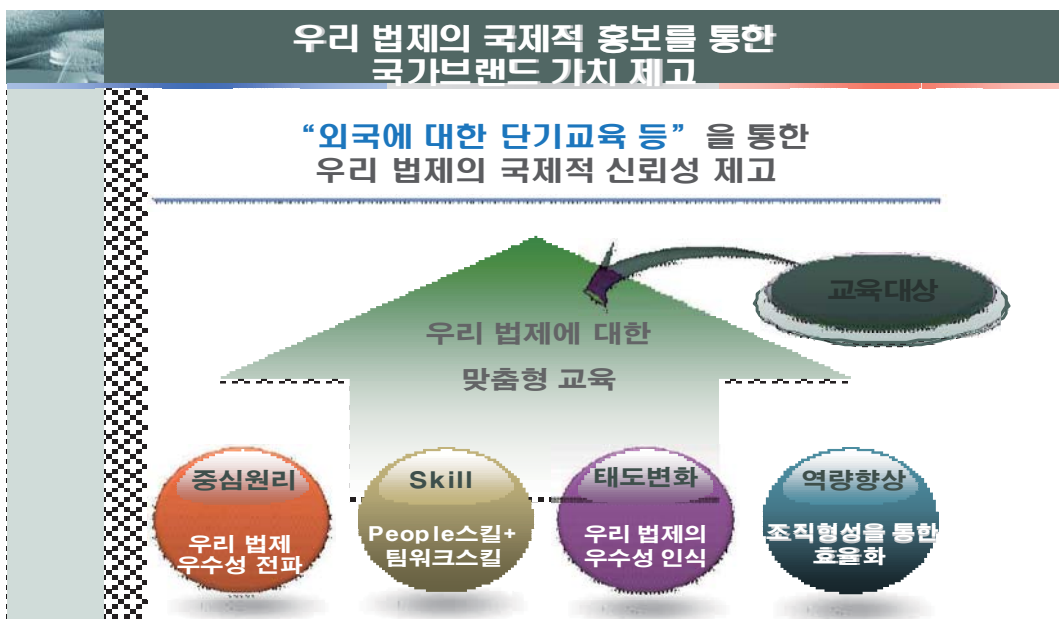 우리 법제의 국제적 홍보를 통한
국가브랜드 가치 제고
“외국에 대한 단기교육 등” 을 통한
우리 법제의 국제적 신뢰성 제고
교육대상
우리 법제에 대한
맞춤형 교육
중심원리
우리 법제
우수성 전파
Skill
People스킬+
팀워크스킬
태도변화
우리 법제의
우수성 인식
역량향상
조직형성을 통한
효율화